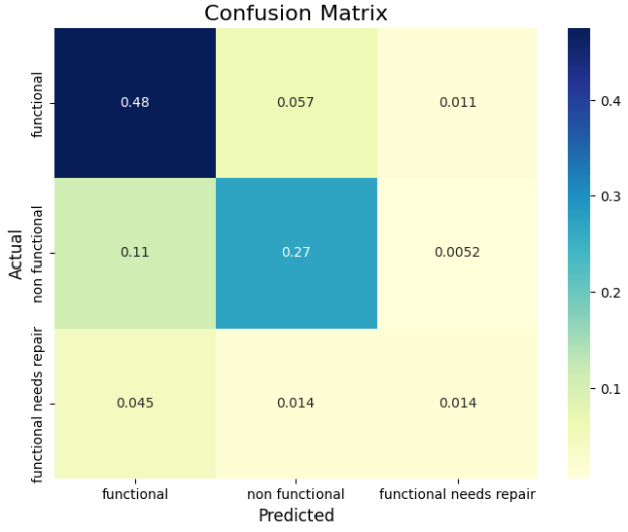 Confusion Matrix
functional
0.48
0.057
0.011
0.4
0.3
Actual
non functional
0.11
0.27
0.0052
0.2
functional needs repair
0.045
0.014
0.014
0.1
functional
non functional
functional needs repair
Predicted